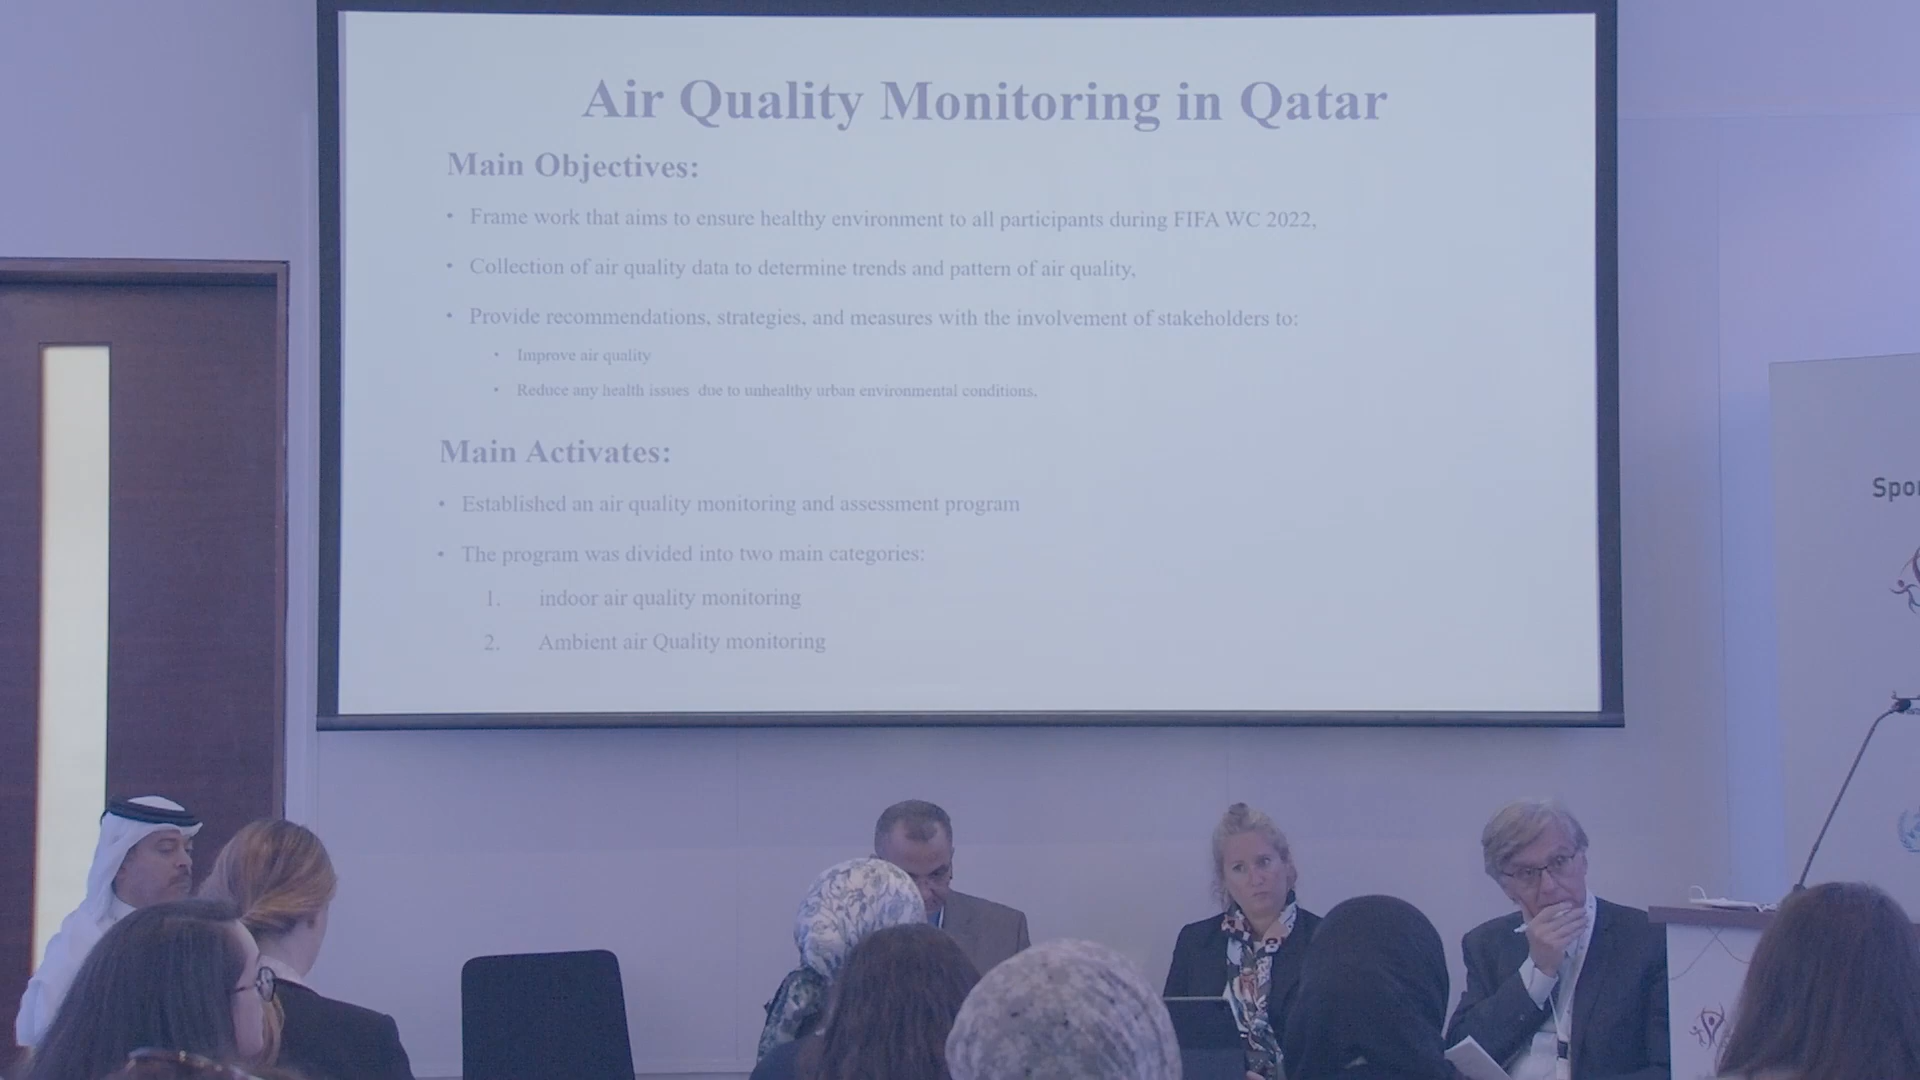 Air Quality Monitoring in Qatar
Main Objectives:
• Frame work that aims to ensure healthy environment to all participants during FIFA WC 2022,
• Collection of air quality data to determine trends and pattern of air quality,
• Provide recommendations, strategies, and measures with the involvement of stakeholders to:
• Improve air quality
• Reduce any health issues due to unhealthy urban environmental conditions,
Main Activates:
• Established an air quality monitoring and assessment program
• The program was divided into two main categories:
1. indoor air quality monitoring
2. Ambient air Quality monitoring
Spor